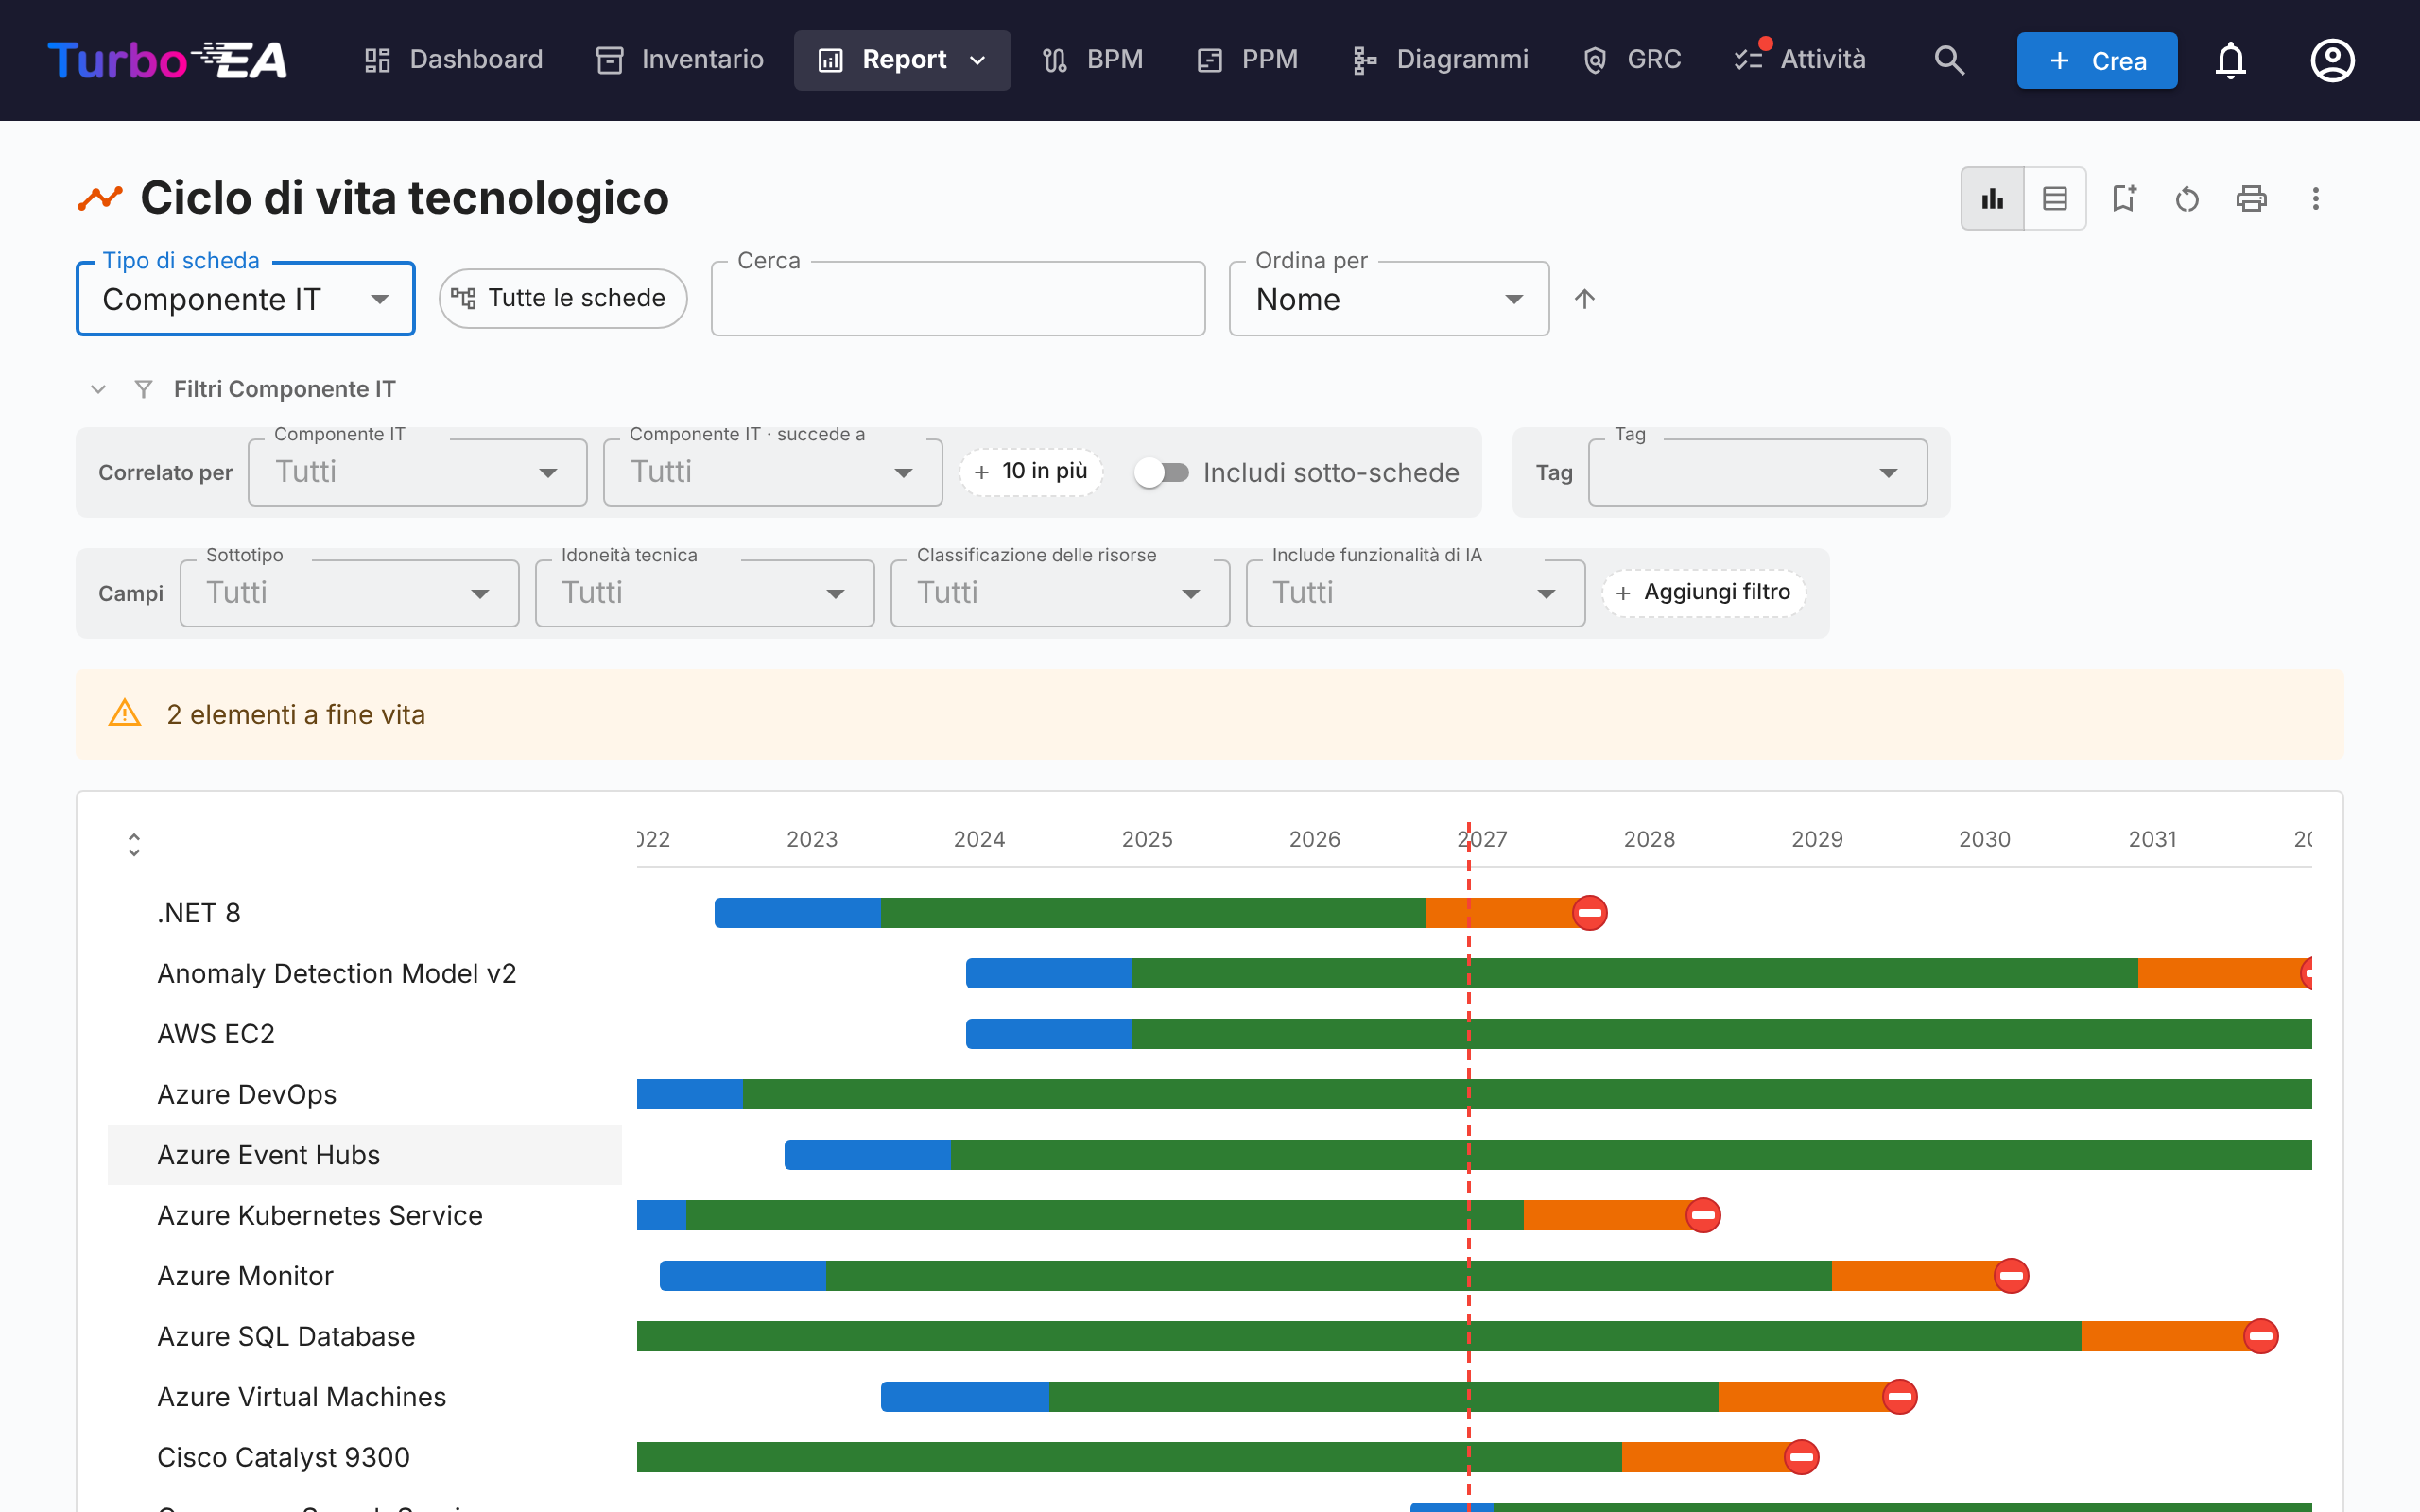 Turbo EA
Dashboard
Inventario
Report
BPM
PPM
Diagrammi
GRC
Attività
+ Crea
Ciclo di vita tecnologico
Tipo di scheda
Componente IT
Tutte le schede
Cerca
Ordina per
Nome
Filtri Componente IT
Correlato per
Componente IT
Tutti
Componente IT · succede a
Tutti
+ 10 in più
Includi sotto-schede
Tag
Tag
Campi
Sottotipo
Tutti
Idoneità tecnica
Tutti
Classificazione delle risorse
Tutti
Include funzionalità di IA
Tutti
+ Aggiungi filtro
2 elementi a fine vita
022 2023 2024 2025 2026 2027 2028 2029 2030 2031
.NET 8
Anomaly Detection Model v2
AWS EC2
Azure DevOps
Azure Event Hubs
Azure Kubernetes Service
Azure Monitor
Azure SQL Database
Azure Virtual Machines
Cisco Catalyst 9300